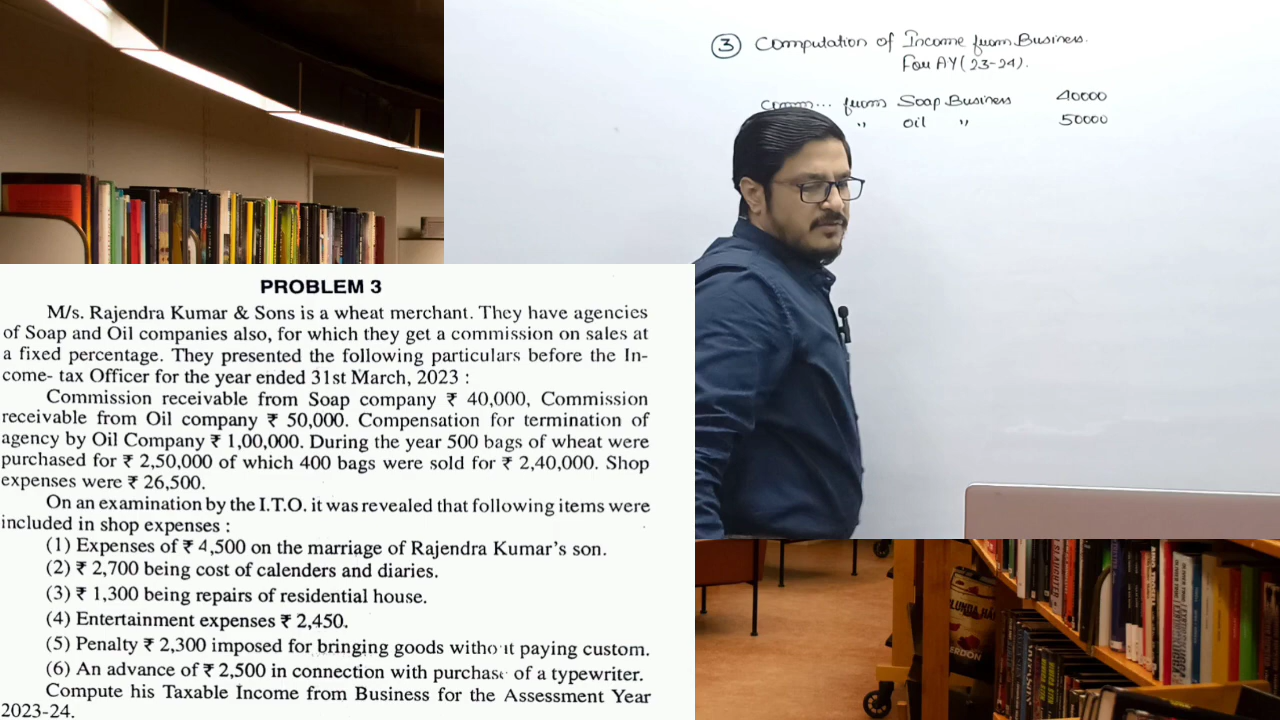 3 Computation of Income from Business.
For AY (23-24).
Comm... from Soap Business 40000
" Oil " 50000
PROBLEM 3
M/s. Rajendra Kumar & Sons is a wheat merchant. They have agencies
of Soap and Oil companies also, for which they get a commission on sales at
a fixed percentage. They presented the following particulars before the In-
come- tax Officer for the year ended 31st March, 2023 :
Commission receivable from Soap company ₹ 40,000, Commission
receivable from Oil company ₹ 50,000. Compensation for termination of
agency by Oil Company ₹ 1,00,000. During the year 500 bags of wheat were
purchased for ₹ 2,50,000 of which 400 bags were sold for ₹ 2,40,000. Shop
expenses were ₹ 26,500.
On an examination by the I.T.O. it was revealed that following items were
included in shop expenses :
(1) Expenses of ₹ 4,500 on the marriage of Rajendra Kumar's son.
(2) ₹ 2,700 being cost of calenders and diaries.
(3) ₹ 1,300 being repairs of residential house.
(4) Entertainment expenses ₹ 2,450.
(5) Penalty ₹ 2,300 imposed for bringing goods without paying custom.
(6) An advance of ₹ 2,500 in connection with purchase of a typewriter.
Compute his Taxable Income from Business for the Assessment Year
2023-24.